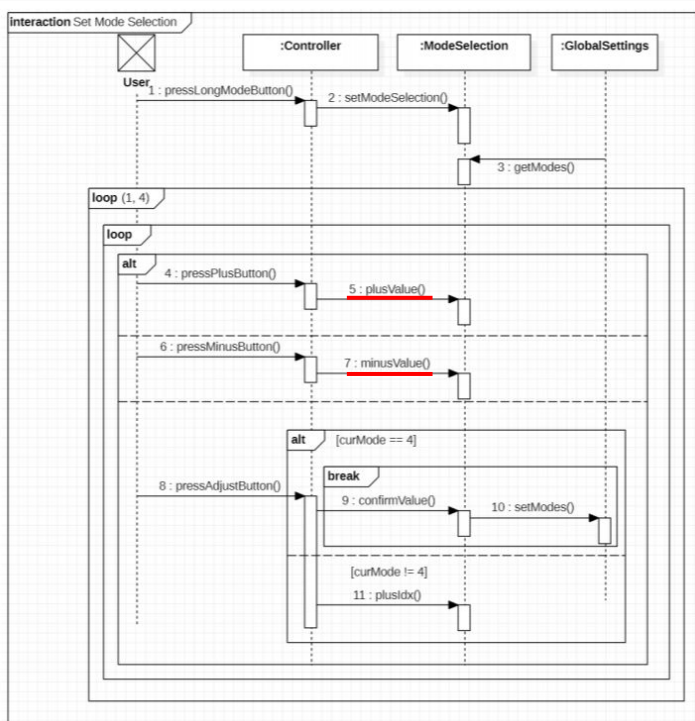 interaction Set Mode Selection
:Controller
:ModeSelection
:GlobalSettings
User
1 : pressLongModeButton()
2 : setModeSelection()
3 : getModes()
loop (1, 4)
loop
alt
4 : pressPlusButton()
5 : plusValue()
6 : pressMinusButton()
7 : minusValue()
alt [curMode == 4]
break
8 : pressAdjustButton()
9 : confirmValue()
10 : setModes()
[curMode != 4]
11 : plusIdx()